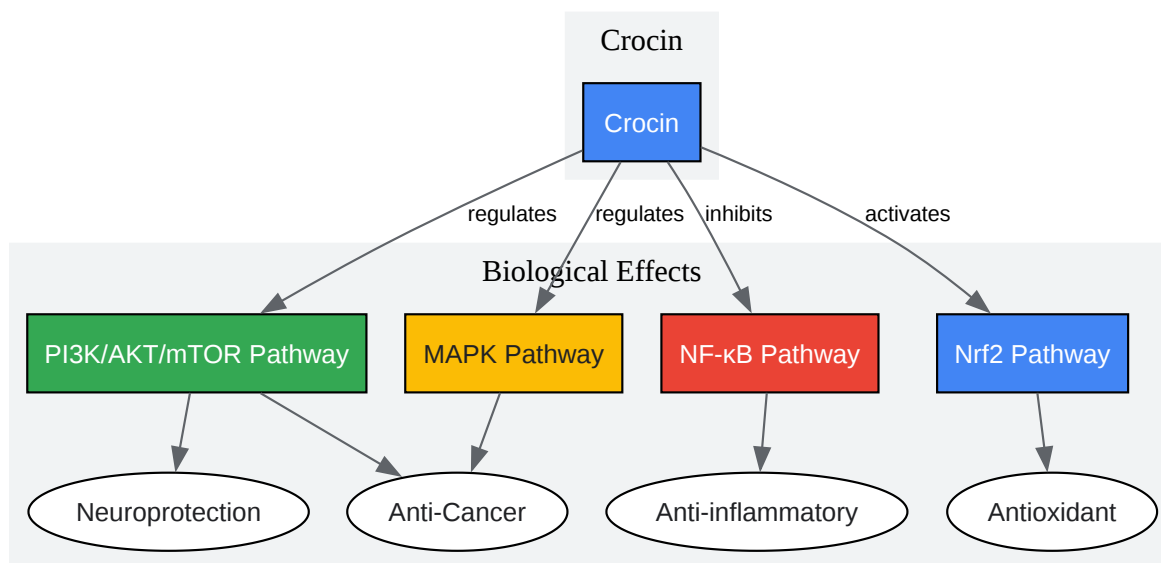 Crocin
Crocin
regulates
regulates
inhibits
activates
Biological Effects
PI3K/AKT/mTOR Pathway
MAPK Pathway
NF-κB Pathway
Nrf2 Pathway
Neuroprotection
Anti-Cancer
Anti-inflammatory
Antioxidant